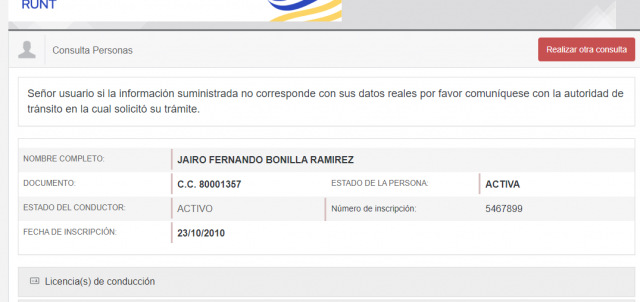 RUNT
Consulta Personas
Realizar otra consulta
Señor usuario si la información suministrada no corresponde con sus datos reales por favor comuníquese con la autoridad de
tránsito en la cual solicitó su trámite.
NOMBRE COMPLETO: JAIRO FERNANDO BONILLA RAMIREZ
DOCUMENTO: C.C. 80001357 ESTADO DE LA PERSONA: ACTIVA
ESTADO DEL CONDUCTOR: ACTIVO Número de inscripción: 5467899
FECHA DE INSCRIPCIÓN: 23/10/2010
Licencia(s) de conducción